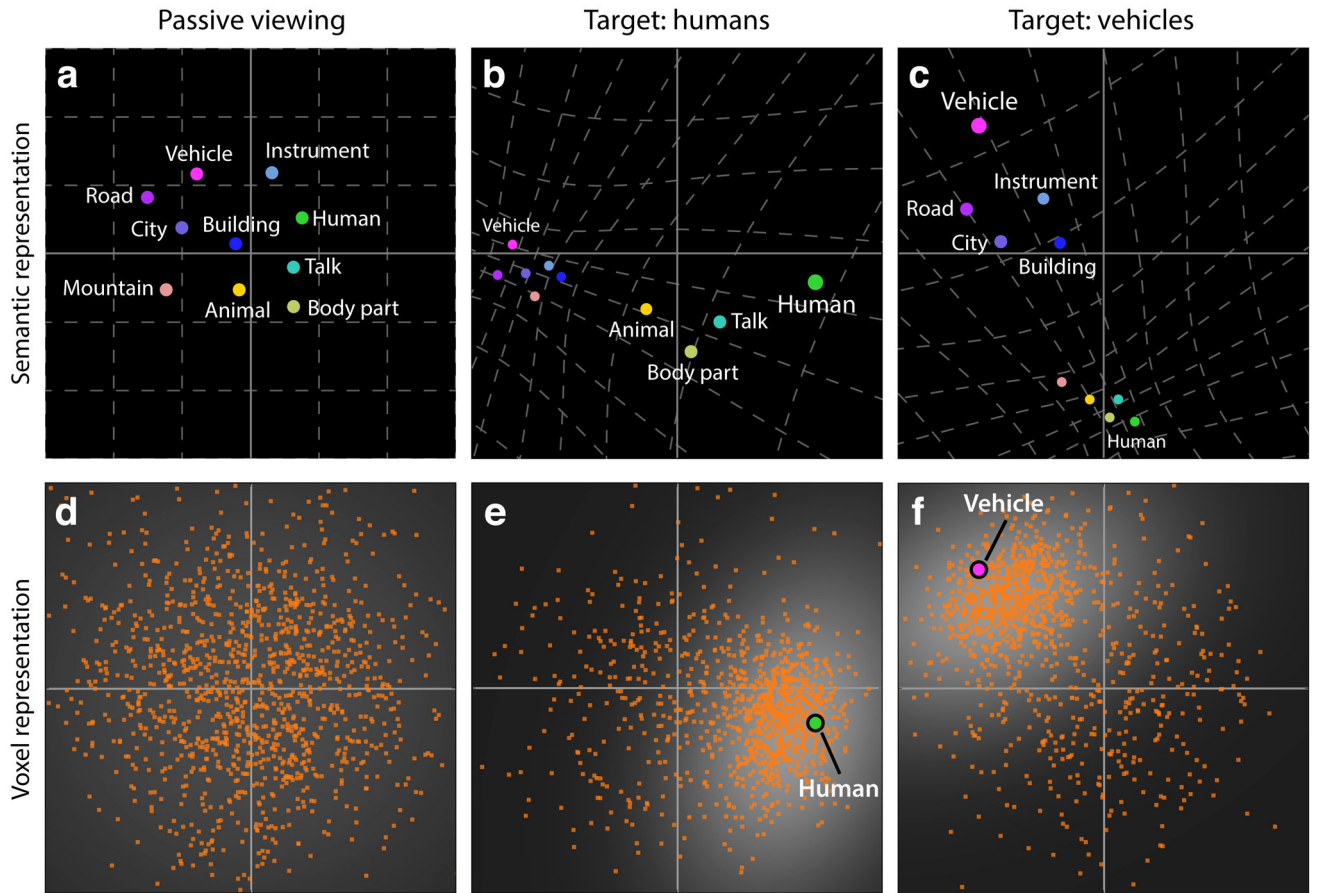 Passive viewing
Target: humans
Target: vehicles
Semantic representation
a
Vehicle
Instrument
Road
City
Building
Human
Talk
Mountain
Animal
Body part
b
Vehicle
Human
Animal
Talk
Body part
c
Vehicle
Instrument
Road
City
Building
Human
Voxel representation
d
e
Human
f
Vehicle